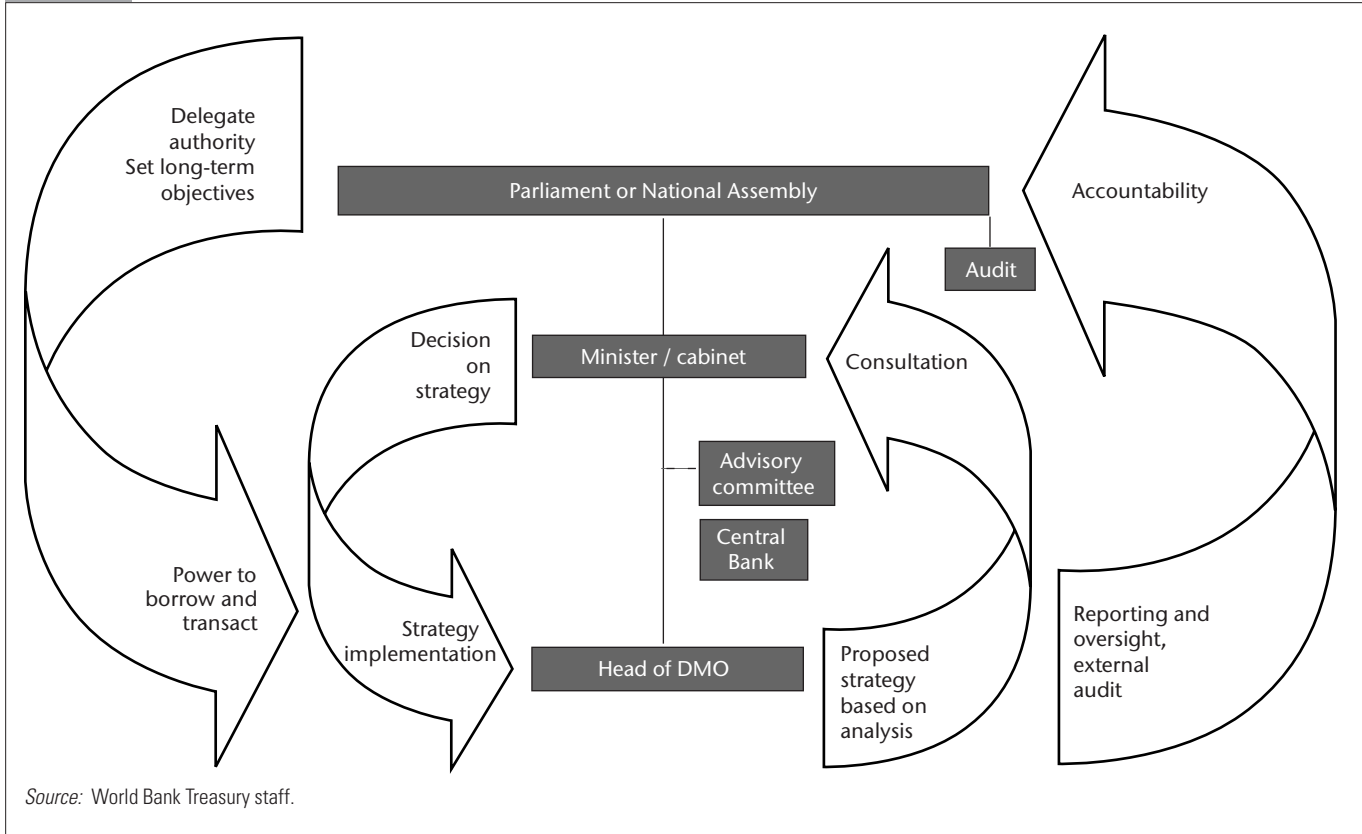 Delegate
authority
Set long-term
objectives
Parliament or National Assembly
Accountability
Audit
Decision
on
strategy
Minister / cabinet
Consultation
Advisory
committee
Central
Bank
Power to
borrow and
transact
Strategy
implementation
Head of DMO
Proposed
strategy
based on
analysis
Reporting and
oversight,
external
audit
Source: World Bank Treasury staff.